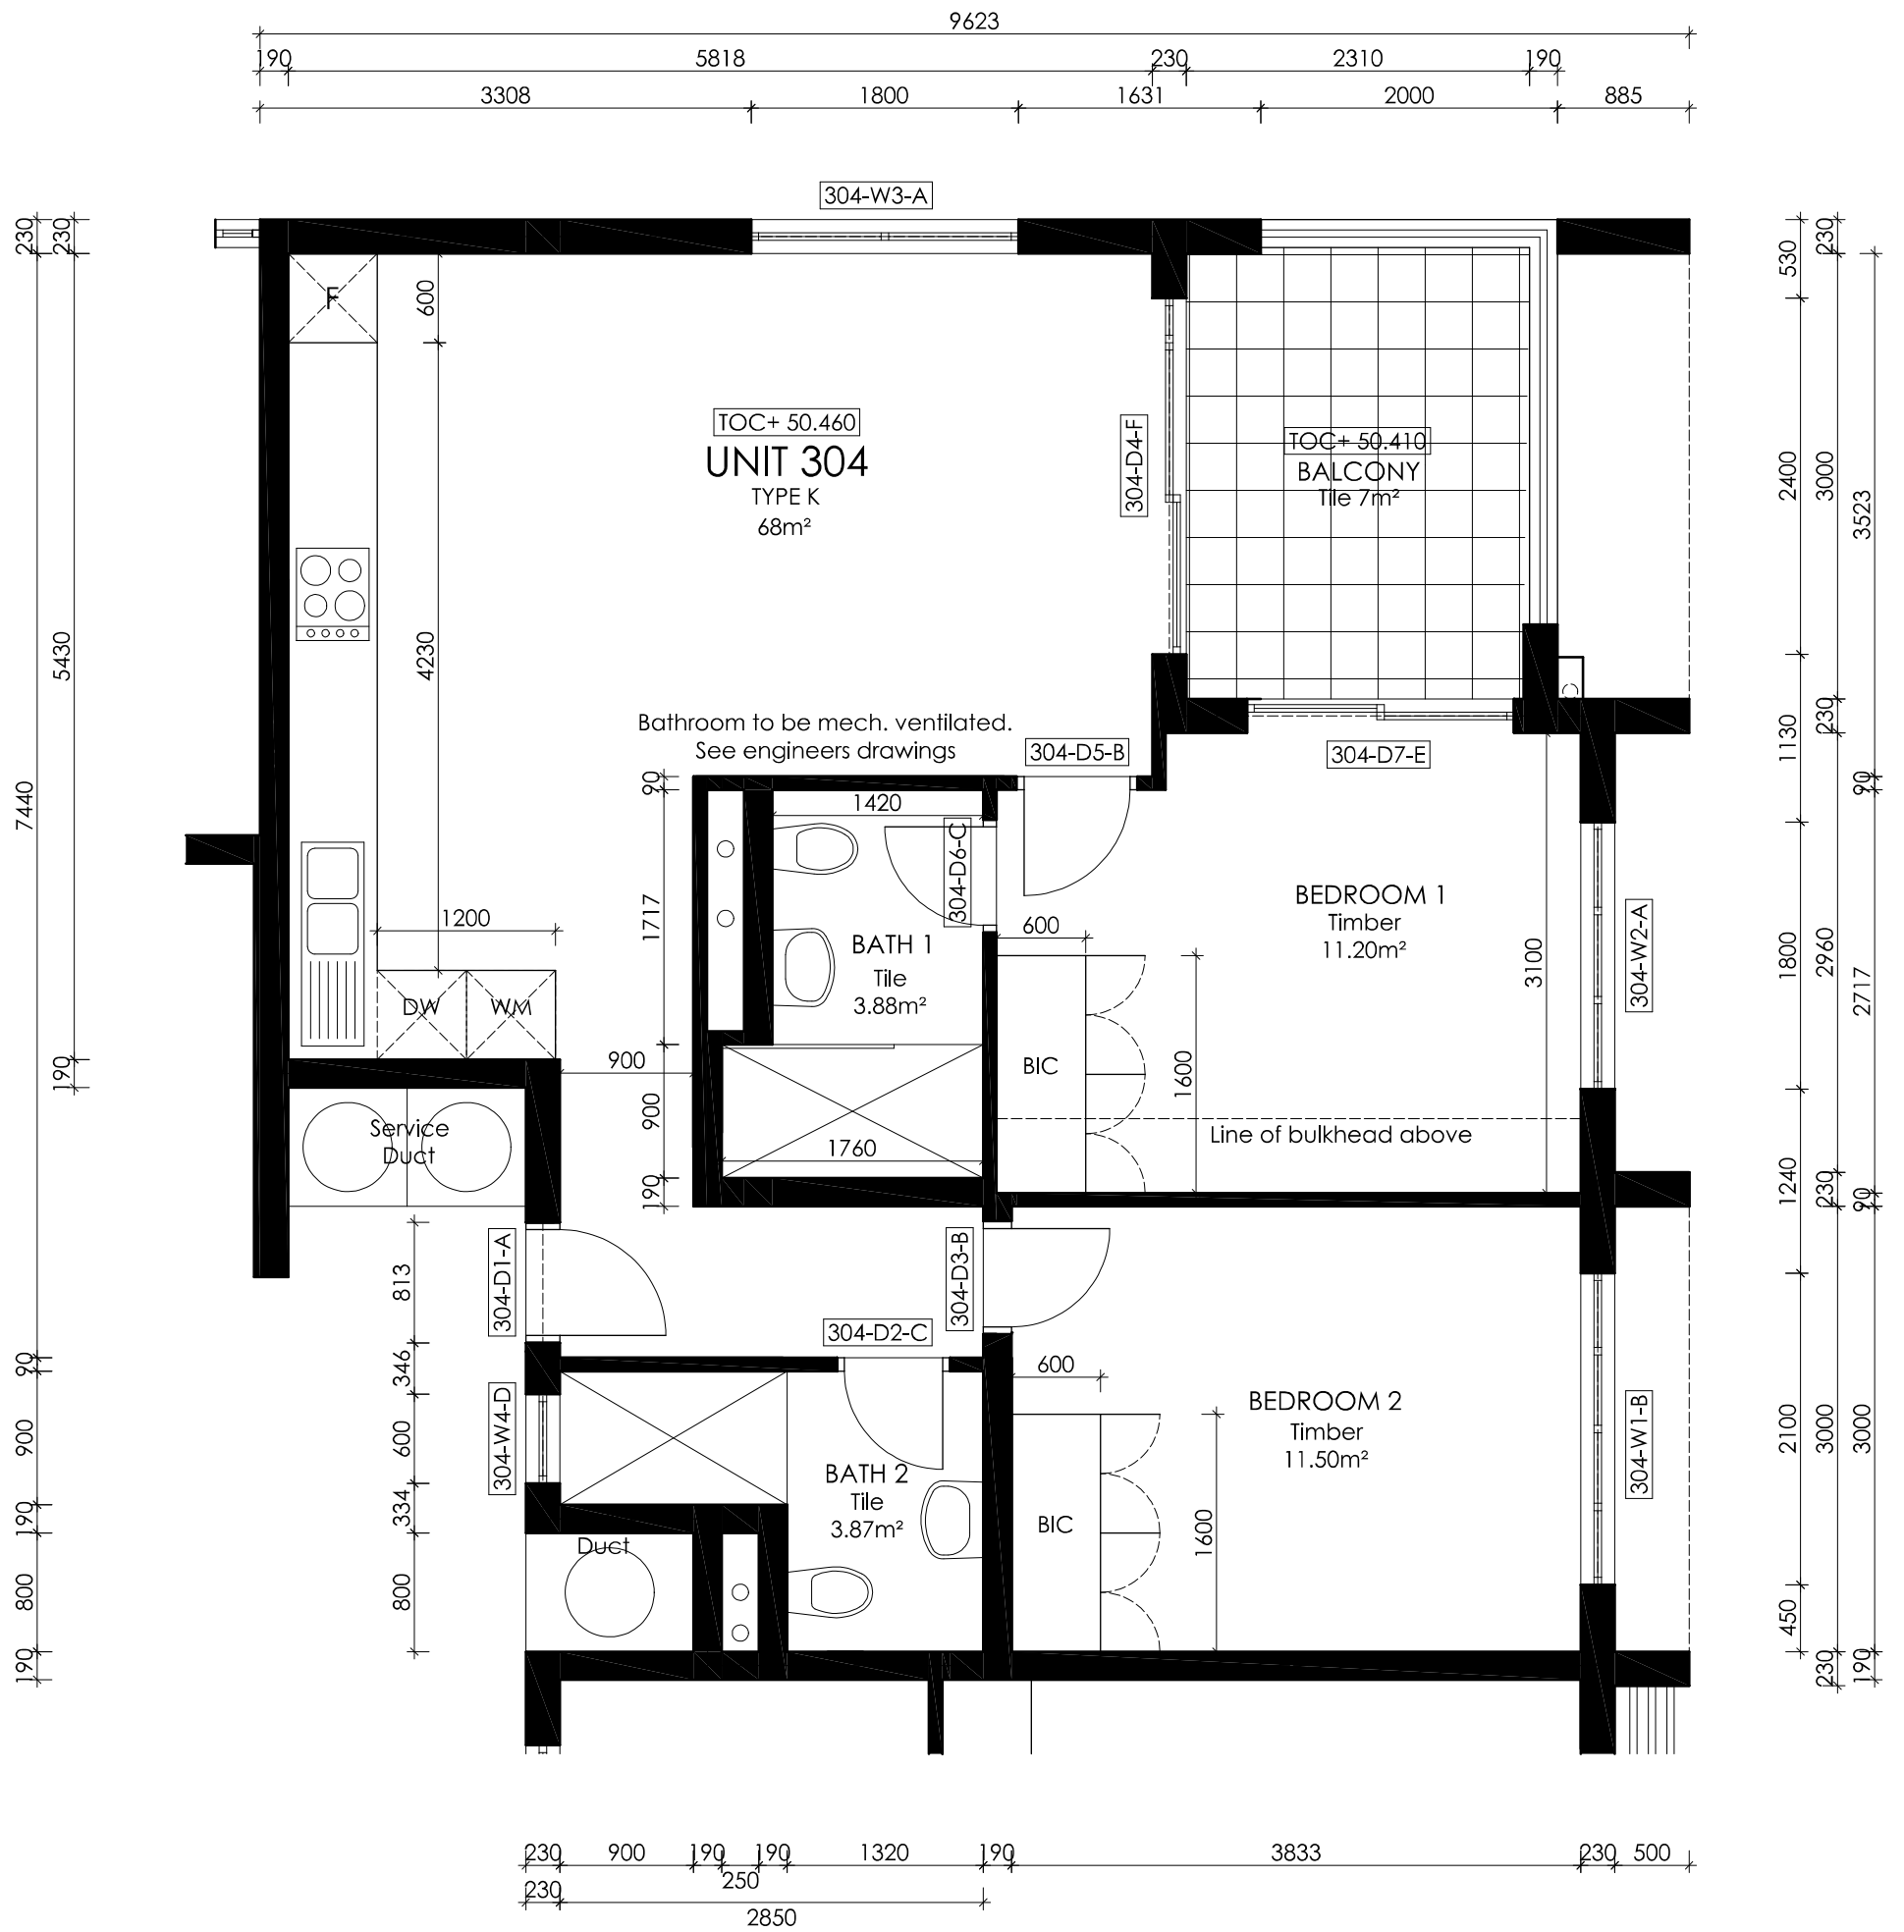 9623
190 5818 230 2310 190
3308 1800 1631 2000 885
304-W3-A
230 230
530 230
F
600
TOC+ 50.460
UNIT 304
TYPE K
68m²
304-D4-F
TOC+ 50.410
BALCONY
Tile 7m²
2400 3000 3523
7440 5430
4230
Bathroom to be mech. ventilated.
See engineers drawings
304-D5-B
304-D7-E
1130 230 90
90
1420
304-D6-C
1717
BATH 1
Tile
3.88m²
BEDROOM 1
Timber
11.20m²
600
3100
304-W2-A
1800 2960 2717
1200
DW WM
190
900
900
1760
190
BIC
1600
Line of bulkhead above
Service
Duct
1240 230 90
304-D1-A
813
304-D3-B
304-D2-C
346
90
600
304-W4-D
600
900
334
190
BATH 2
Tile
3.87m²
BEDROOM 2
Timber
11.50m²
304-W1-B
2100 3000 3000
BIC
1600
Duct
800
800
190
450 230 190
230 900 190 190 1320 190 3833 230 500
250
230
2850